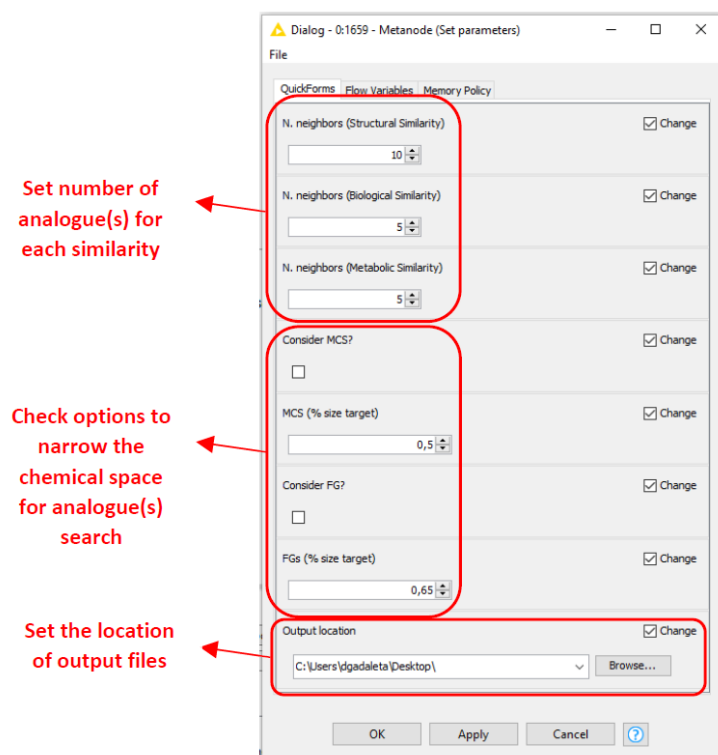 Dialog - 0:1659 - Metanode (Set parameters)
File
QuickForms Flow Variables Memory Policy
N. neighbors (Structural Similarity) Change
10
N. neighbors (Biological Similarity) Change
5
N. neighbors (Metabolic Similarity) Change
5
Set number of
analogue(s) for
each similarity
Consider MCS? Change
MCS (% size target) Change
0,5
Consider FG? Change
FGs (% size target) Change
0,65
Check options to
narrow the
chemical space
for analogue(s)
search
Output location Change
C:\Users\dgadaleta\Desktop\ Browse...
Set the location
of output files
OK Apply Cancel ?